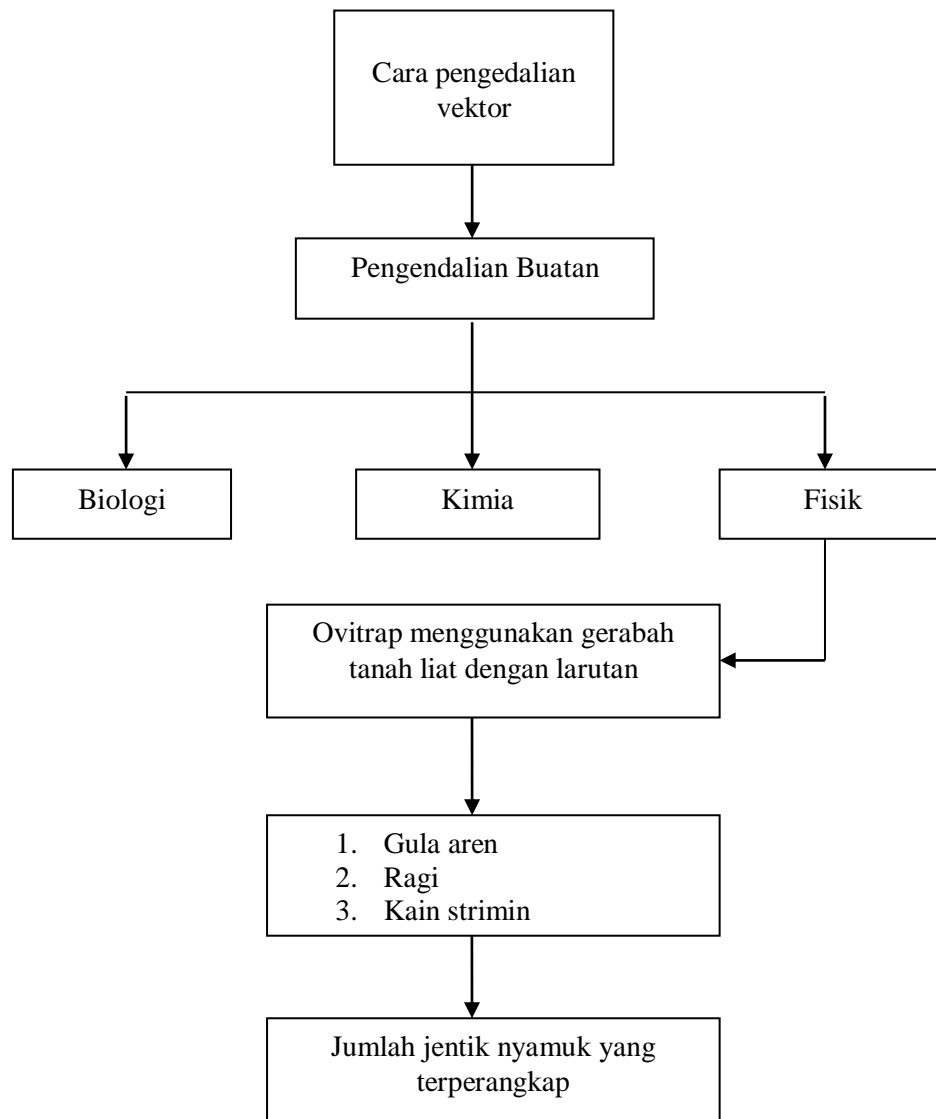 Cara pengedalian
vektor
Pengendalian Buatan
Biologi
Kimia
Fisik
Ovitrap menggunakan gerabah
tanah liat dengan larutan
1. Gula aren
2. Ragi
3. Kain strimin
Jumlah jentik nyamuk yang
terperangkap